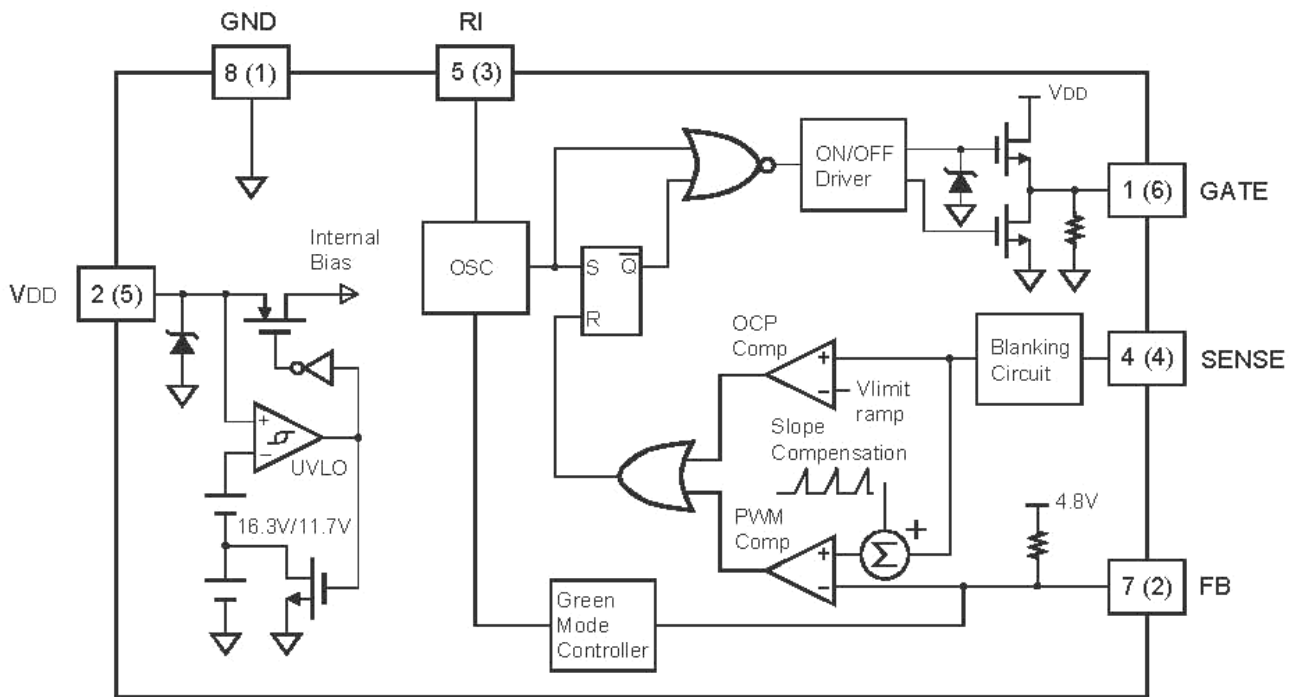 GND
RI
8 (1)
5 (3)
VDD
ON/OFF
Driver
1 (6)
GATE
Internal
Bias
OSC
S
Q
R
VDD
2 (5)
OCP
Comp
+
−
Vlimit
ramp
Blanking
Circuit
4 (4)
SENSE
+
−
UVLO
Slope
Compensation
16.3V/11.7V
PWM
Comp
+
−
Σ
+
4.8V
7 (2)
FB
Green
Mode
Controller